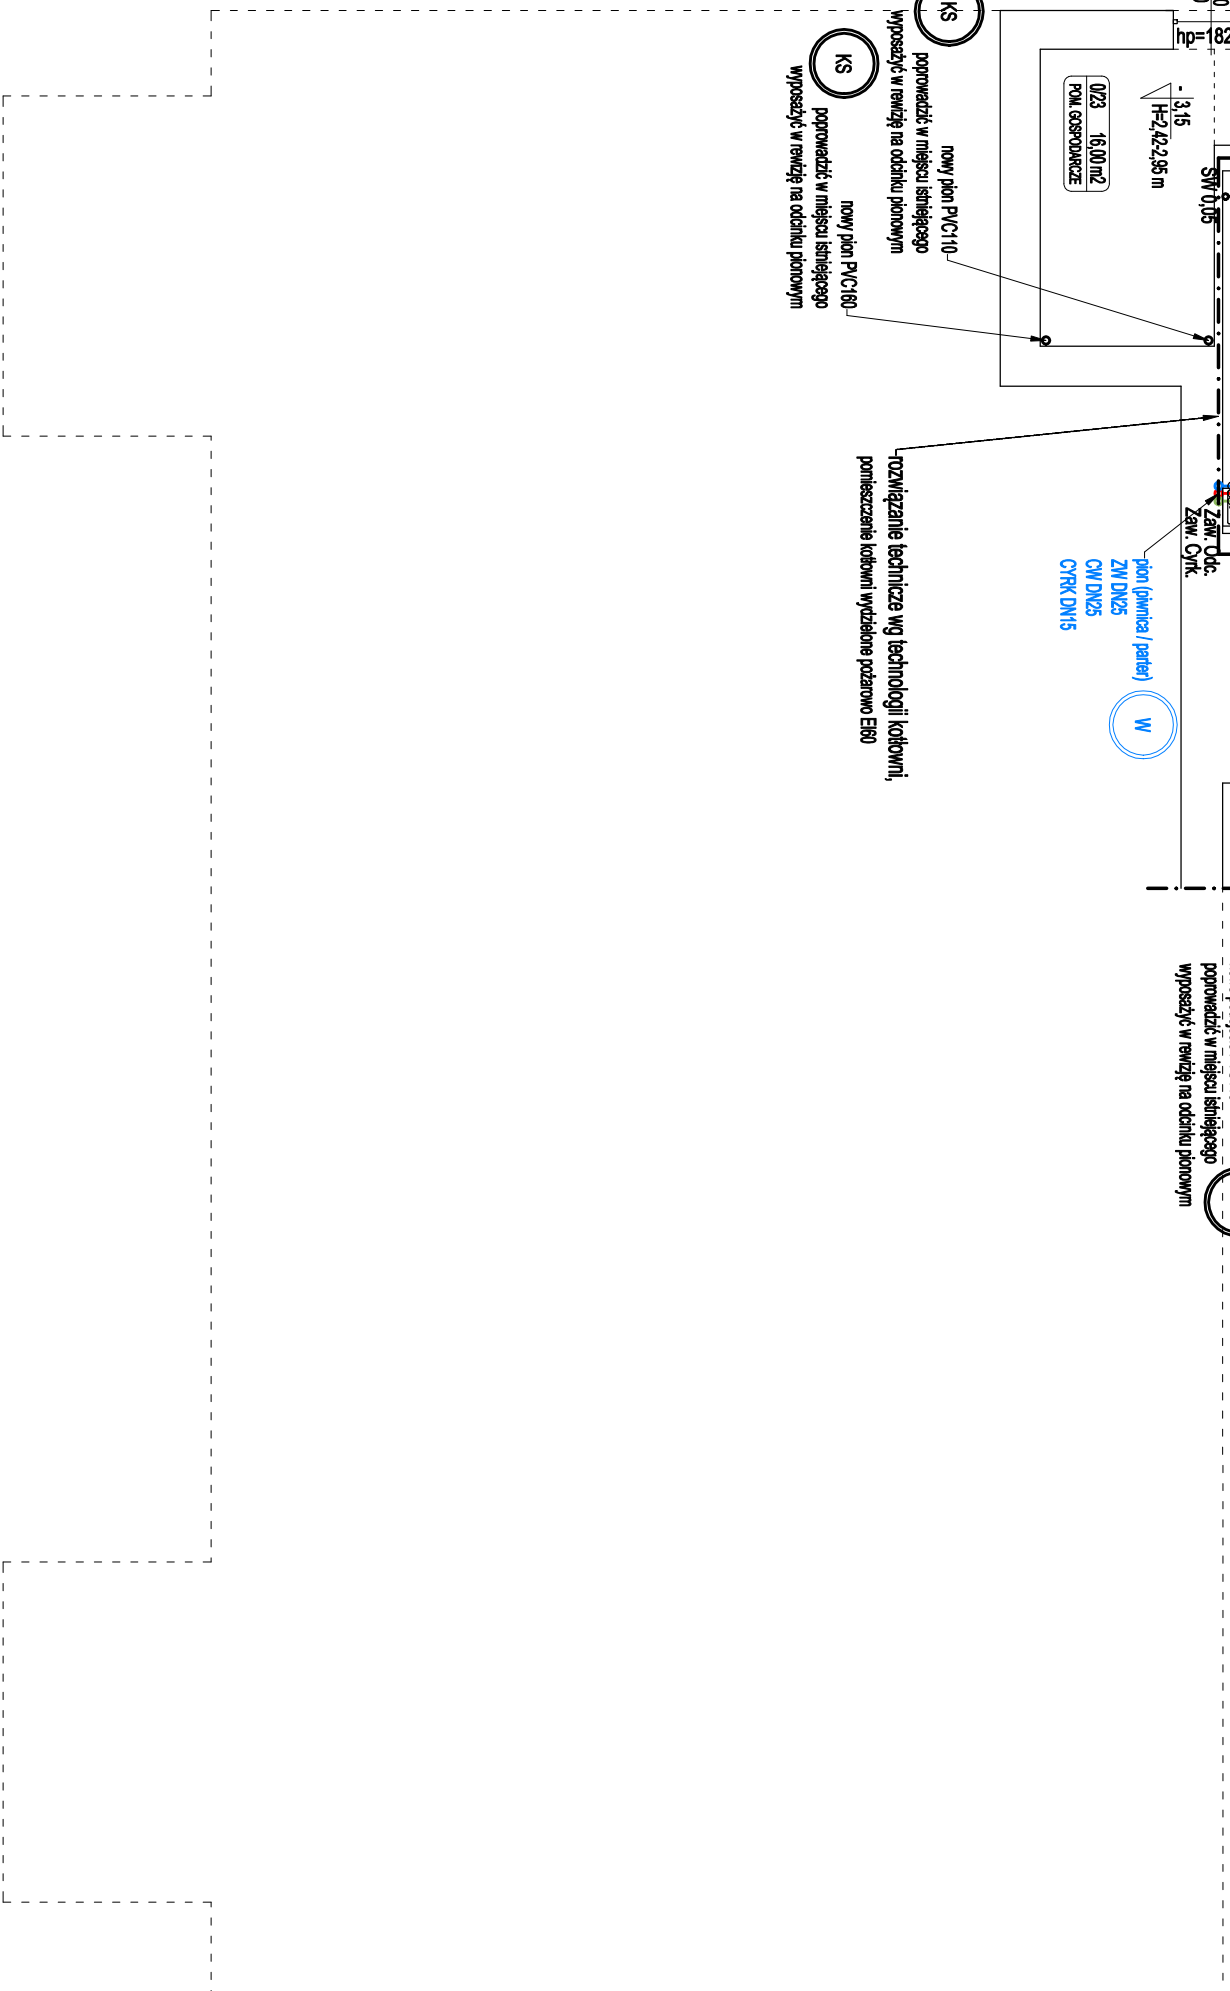 KS
nowy pion PVC110
poprowadzić w miejscu istniejącego
wyposażyć w rewizję na odcinku pionowym
KS
nowy pion PVC160
poprowadzić w miejscu istniejącego
wyposażyć w rewizję na odcinku pionowym
hp=182
- 3,15
H=2,42-2,95 m
0/23 16,00 m2
POM. GOSPODARCZE
SW 0,05
Zaw. Odc.
Zaw. Cyrk.
pion (piwnica / parter)
ZW DN25
CW DN25
CYRK DN15
W
rozwiązanie technicze wg technologii kotłowni,
pomieszczenie kotłowni wydzielone pożarowo EI60
poprowadzić w miejscu istniejącego
wyposażyć w rewizję na odcinku pionowym